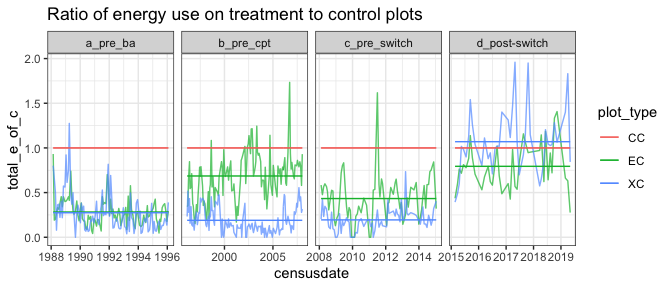 Ratio of energy use on treatment to control plots
a_pre_ba
b_pre_cpt
c_pre_switch
d_post-switch
total_e_of_c
2.0
1.5
1.0
0.5
0.0
1988 1990 1992 1994 1996
2000 2005
2008 2010 2012 2014
2015 2016 2017 2018 2019
censusdate
plot_type
CC
EC
XC